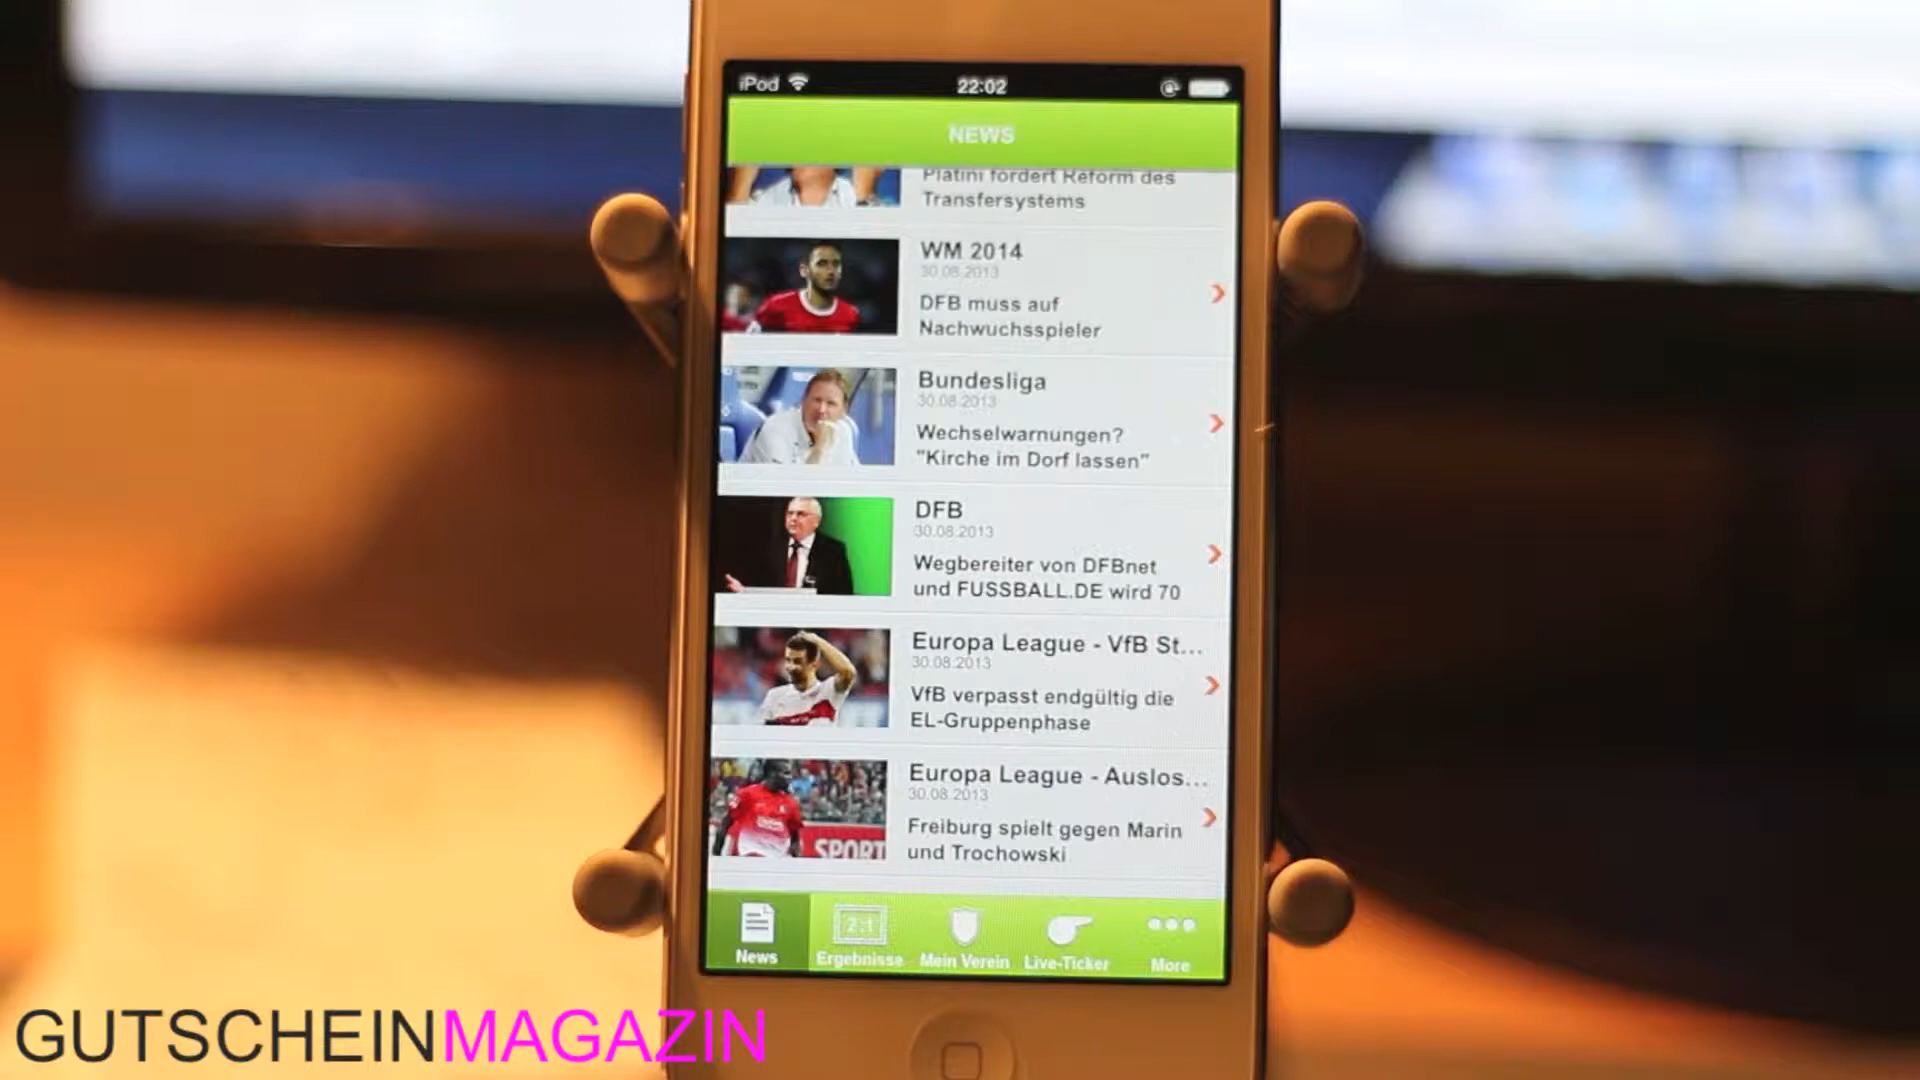 iPod
22:02
NEWS
Platini fordert Reform des
Transfersystems
WM 2014
30.08.2013
DFB muss auf
Nachwuchsspieler
Bundesliga
30.08.2013
Wechselwarnungen?
"Kirche im Dorf lassen"
DFB
30.08.2013
Wegbereiter von DFBnet
und FUSSBALL.DE wird 70
Europa League - VfB St...
30.08.2013
VfB verpasst endgültig die
EL-Gruppenphase
Europa League - Auslos...
30.08.2013
Freiburg spielt gegen Marin
und Trochowski
SPORT
2:1
News
Ergebnisse
Mein Verein
Live-Ticker
More
GUTSCHEINMAGAZIN